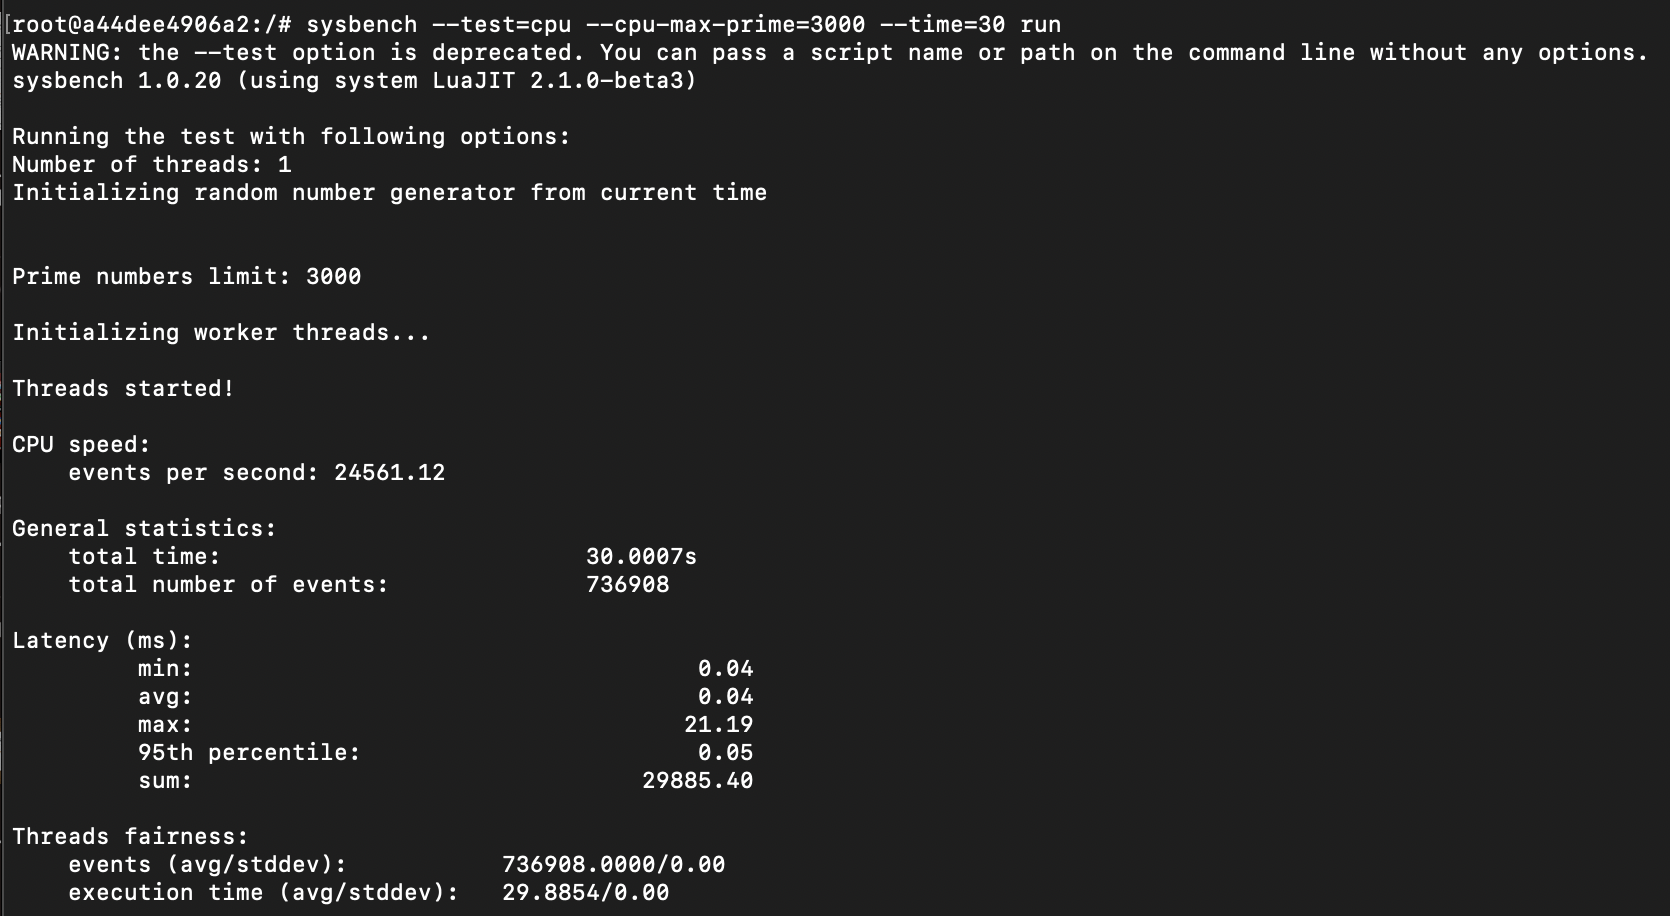 [root@a44dee4906a2:/# sysbench --test=cpu --cpu-max-prime=3000 --time=30 run
WARNING: the --test option is deprecated. You can pass a script name or path on the command line without any options.
sysbench 1.0.20 (using system LuaJIT 2.1.0-beta3)
Running the test with following options:
Number of threads: 1
Initializing random number generator from current time
Prime numbers limit: 3000
Initializing worker threads...
Threads started!
CPU speed:
events per second: 24561.12
General statistics:
total time: 30.0007s
total number of events: 736908
Latency (ms):
min: 0.04
avg: 0.04
max: 21.19
95th percentile: 0.05
sum: 29885.40
Threads fairness:
events (avg/stddev): 736908.0000/0.00
execution time (avg/stddev): 29.8854/0.00